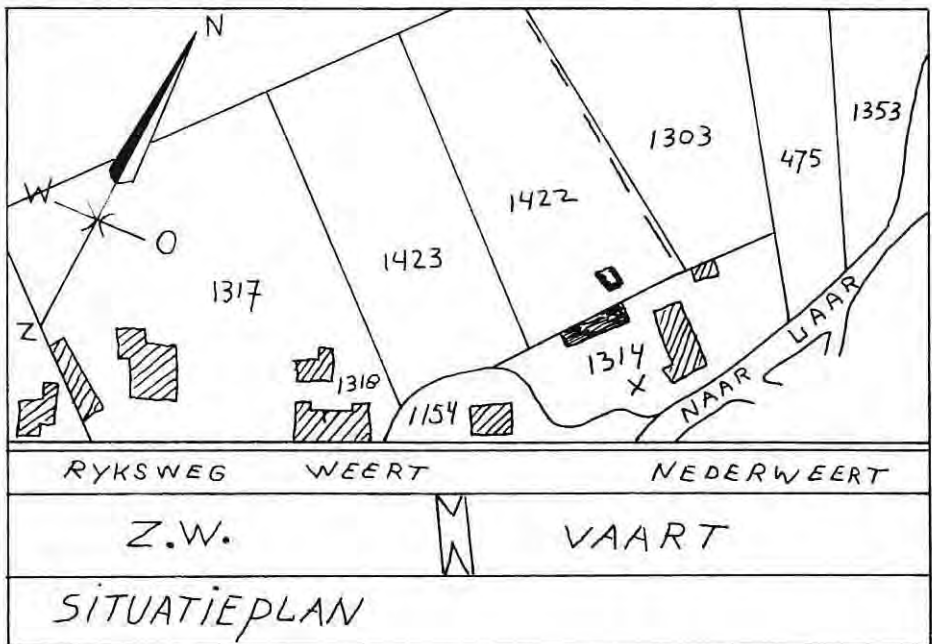 N
W
O
Z
1353
1303
475
1422
1423
1317
1314
X
1318
1154
NAAR LAAR
RYKSWEG WEERT NEDERWEERT
Z.W. VAART
SITUATIEPLAN